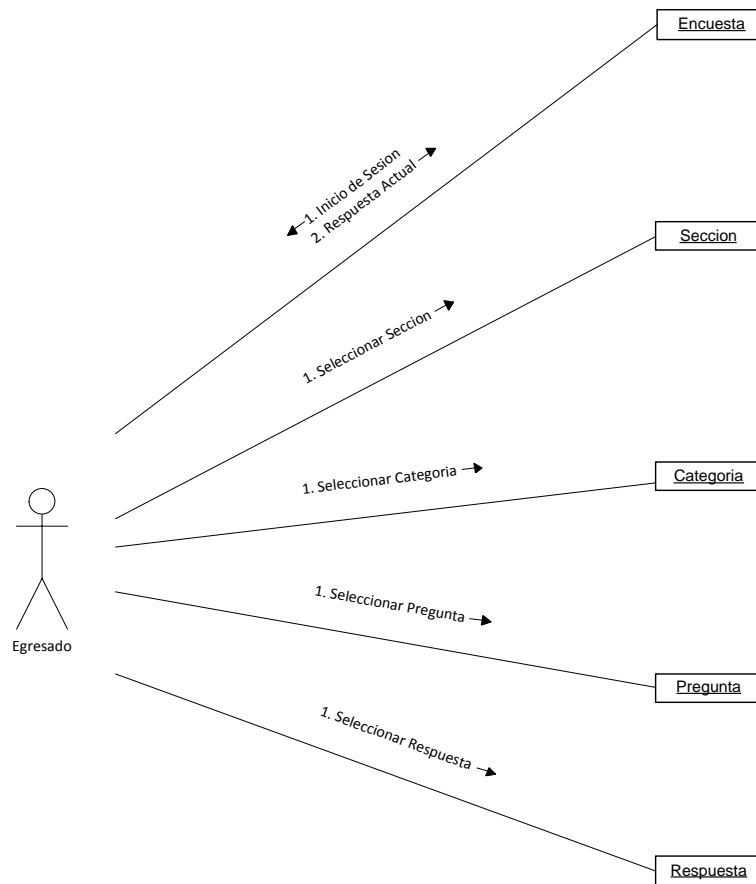 Encuesta
1. Inicio de Sesion
2. Respuesta Actual
Seccion
1. Seleccionar Seccion
Categoria
1. Seleccionar Categoria
1. Seleccionar Pregunta
Egresado
Pregunta
1. Seleccionar Respuesta
Respuesta